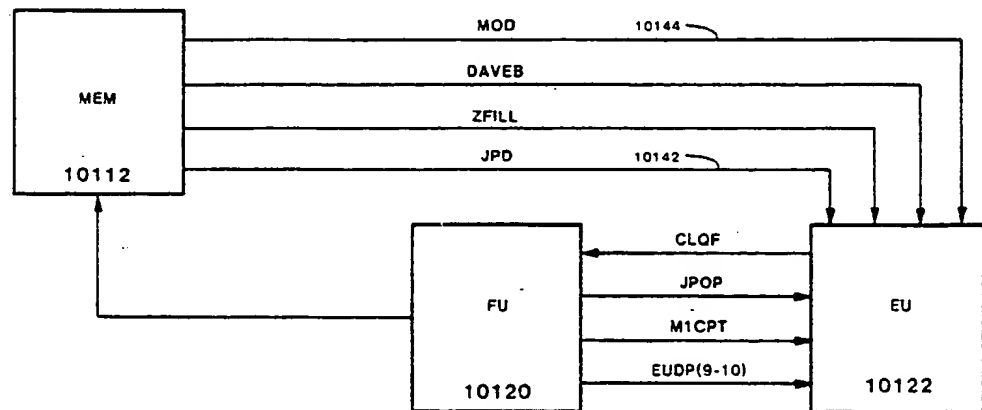 MOD 10144
DAVEB
MEM
ZFILL
JPD 10142
10112
CLQF
JPOP
FU EU
M1CPT
EUDP(9-10)
10120 10122